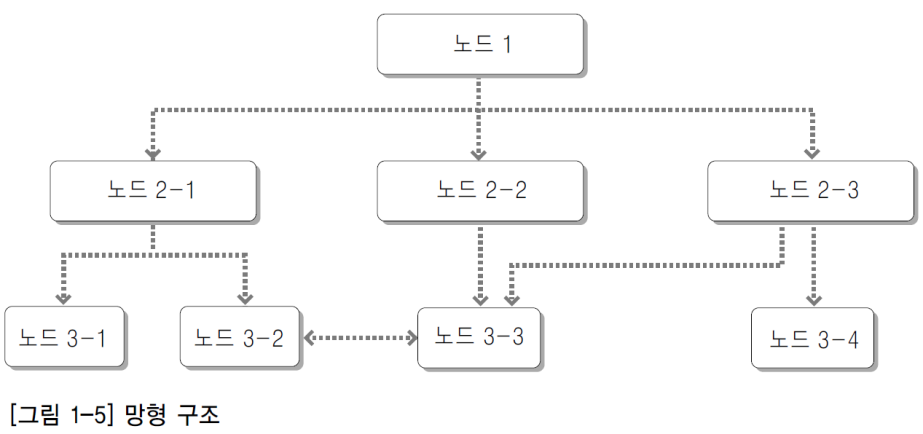 노드 1
노드 2-1
노드 2-2
노드 2-3
노드 3-1
노드 3-2
노드 3-3
노드 3-4
[그림 1-5] 망형 구조